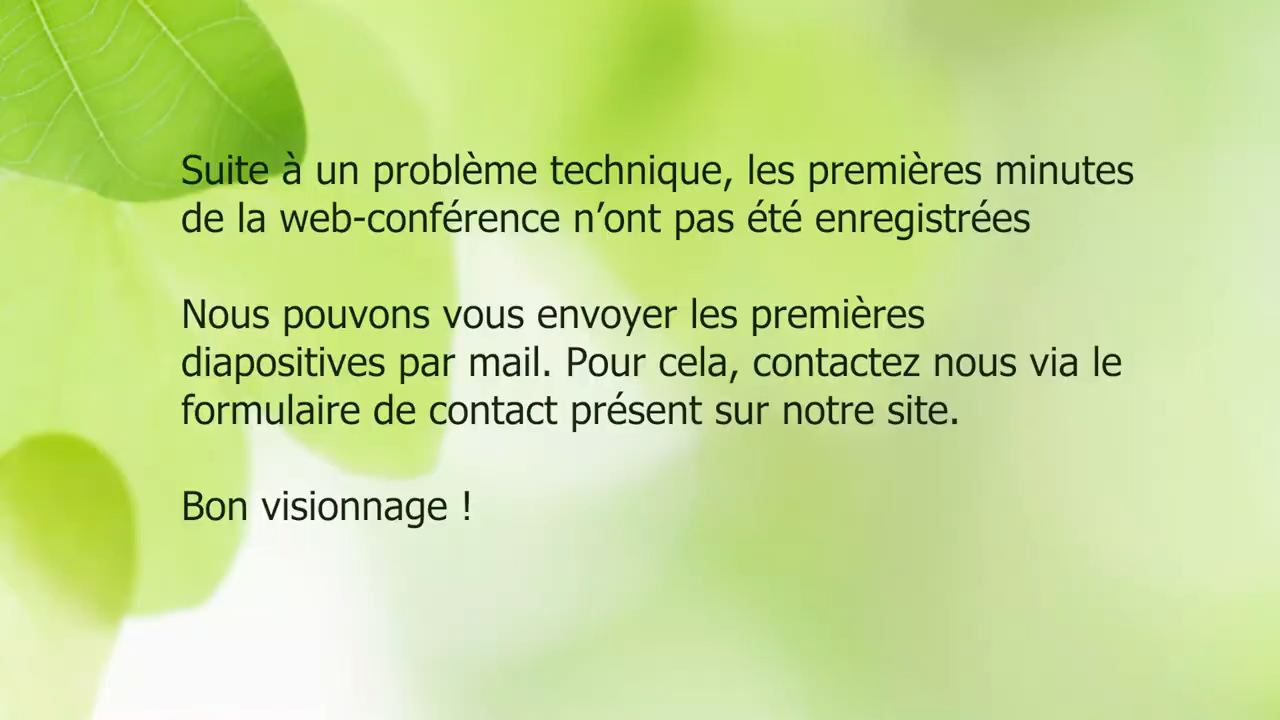 Suite à un problème technique, les premières minutes
de la web-conférence n’ont pas été enregistrées
Nous pouvons vous envoyer les premières
diapositives par mail. Pour cela, contactez nous via le
formulaire de contact présent sur notre site.
Bon visionnage !